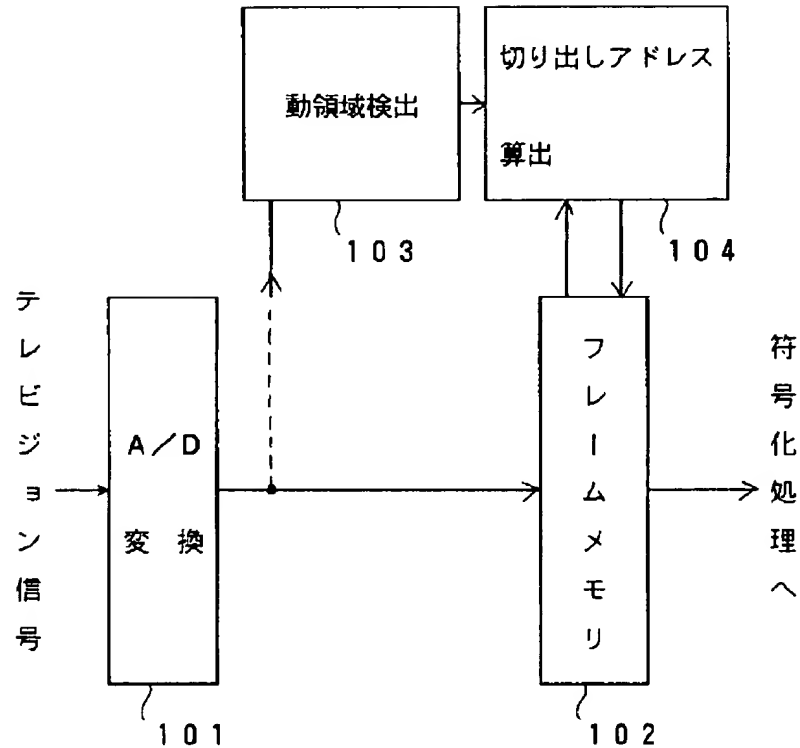 動領域検出
切り出しアドレス
算出
103
104
テレビジョン信号
A/D
変換
フレームメモリ
符号化処理へ
101
102